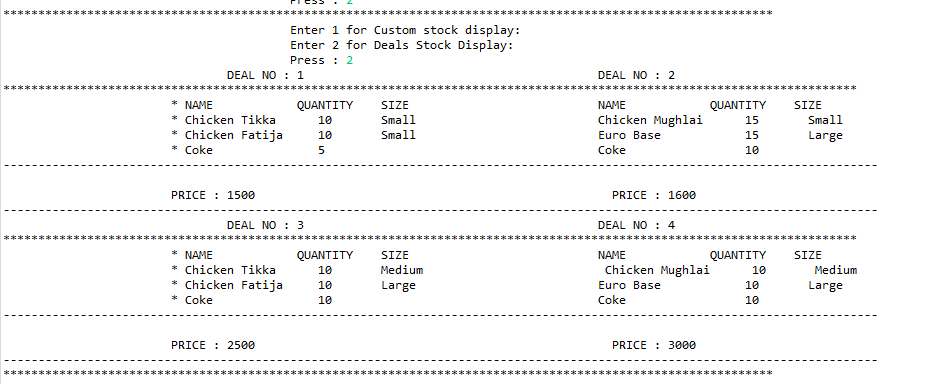 Press : 2
**************************************************************************************************************
Enter 1 for Custom stock display:
Enter 2 for Deals Stock Display:
Press : 2
DEAL NO : 1 DEAL NO : 2
**************************************************************************************************************************
* NAME QUANTITY SIZE NAME QUANTITY SIZE
* Chicken Tikka 10 Small Chicken Mughlai 15 Small
* Chicken Fatija 10 Small Euro Base 15 Large
* Coke 5 Coke 10
-----------------------------------------------------------------------------------------------------------------------------
PRICE : 1500 PRICE : 1600
-----------------------------------------------------------------------------------------------------------------------------
DEAL NO : 3 DEAL NO : 4
**************************************************************************************************************************
* NAME QUANTITY SIZE NAME QUANTITY SIZE
* Chicken Tikka 10 Medium Chicken Mughlai 10 Medium
* Chicken Fatija 10 Large Euro Base 10 Large
* Coke 10 Coke 10
-----------------------------------------------------------------------------------------------------------------------------
PRICE : 2500 PRICE : 3000
-----------------------------------------------------------------------------------------------------------------------------
**************************************************************************************************************